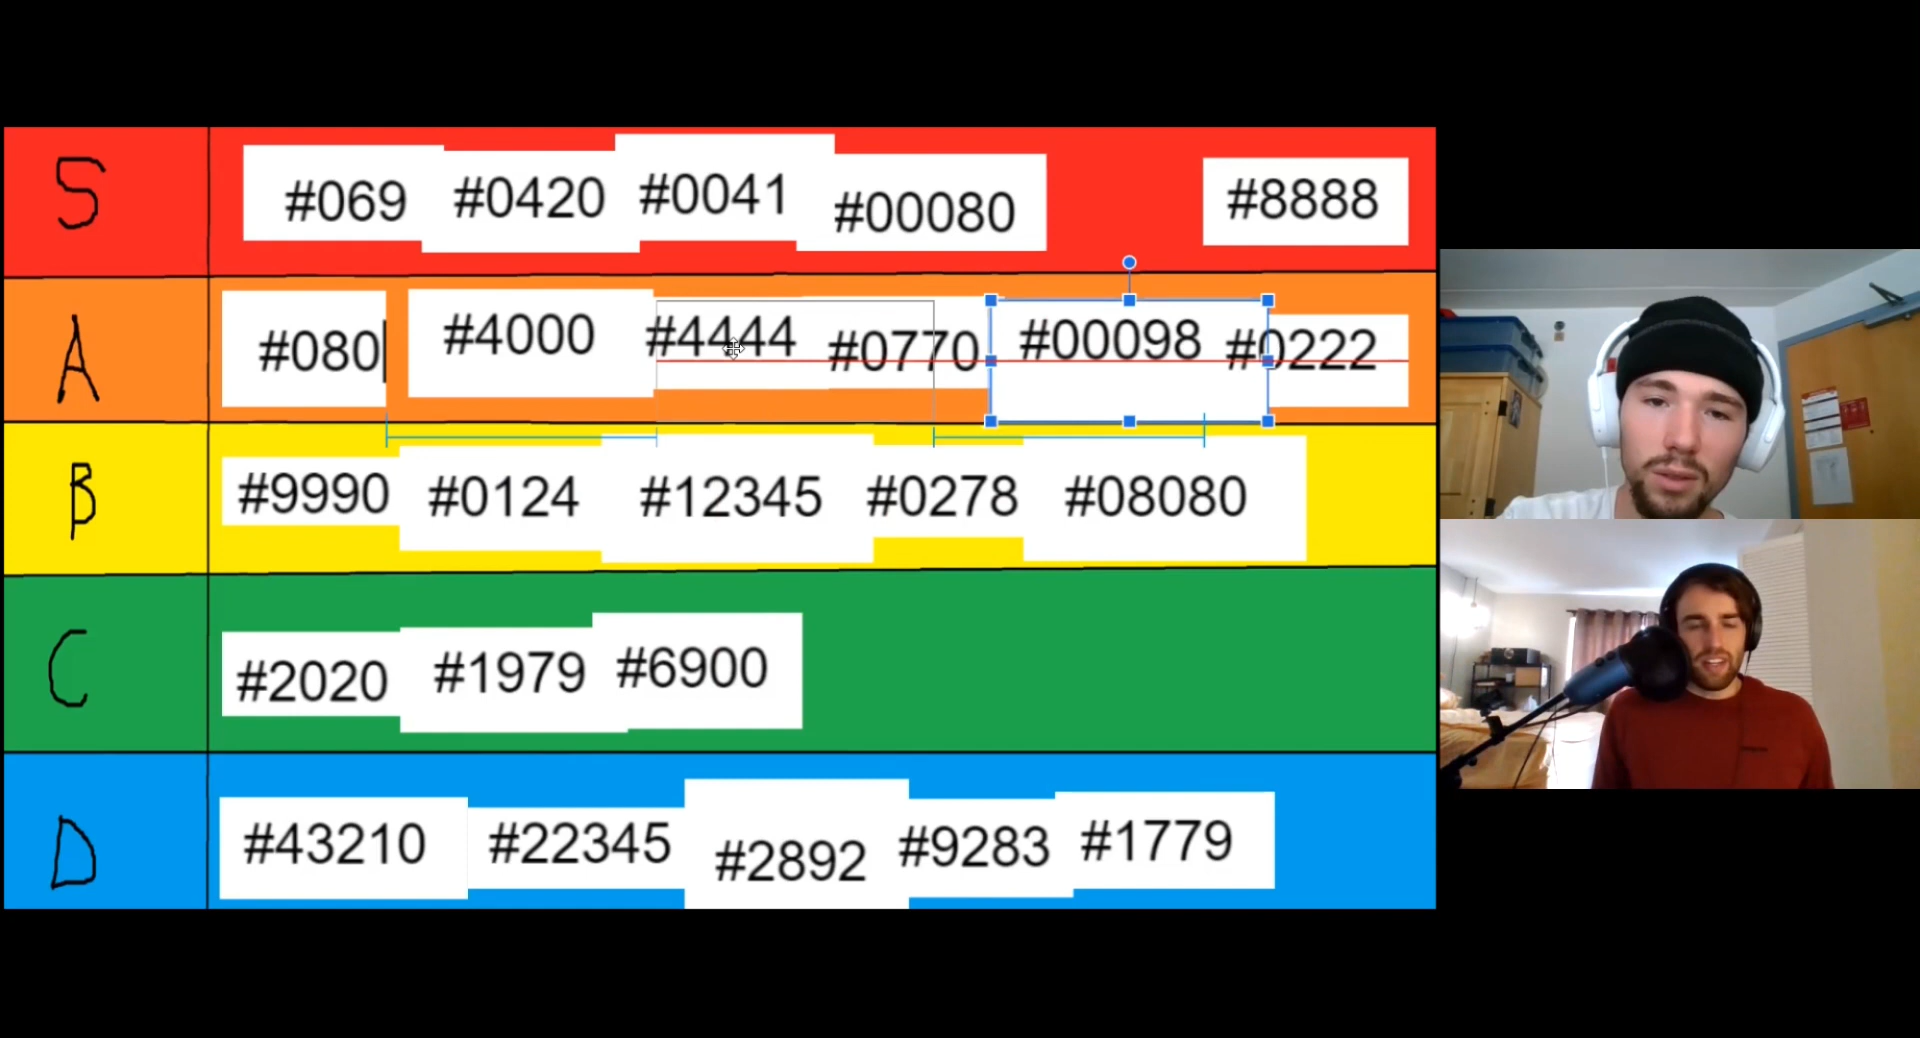 S #069 #0420 #0041 #00080 #8888
A #080 #4000 #4444 #0770 #00098 #0222
B #9990 #0124 #12345 #0278 #08080
C #2020 #1979 #6900
D #43210 #22345 #2892 #9283 #1779